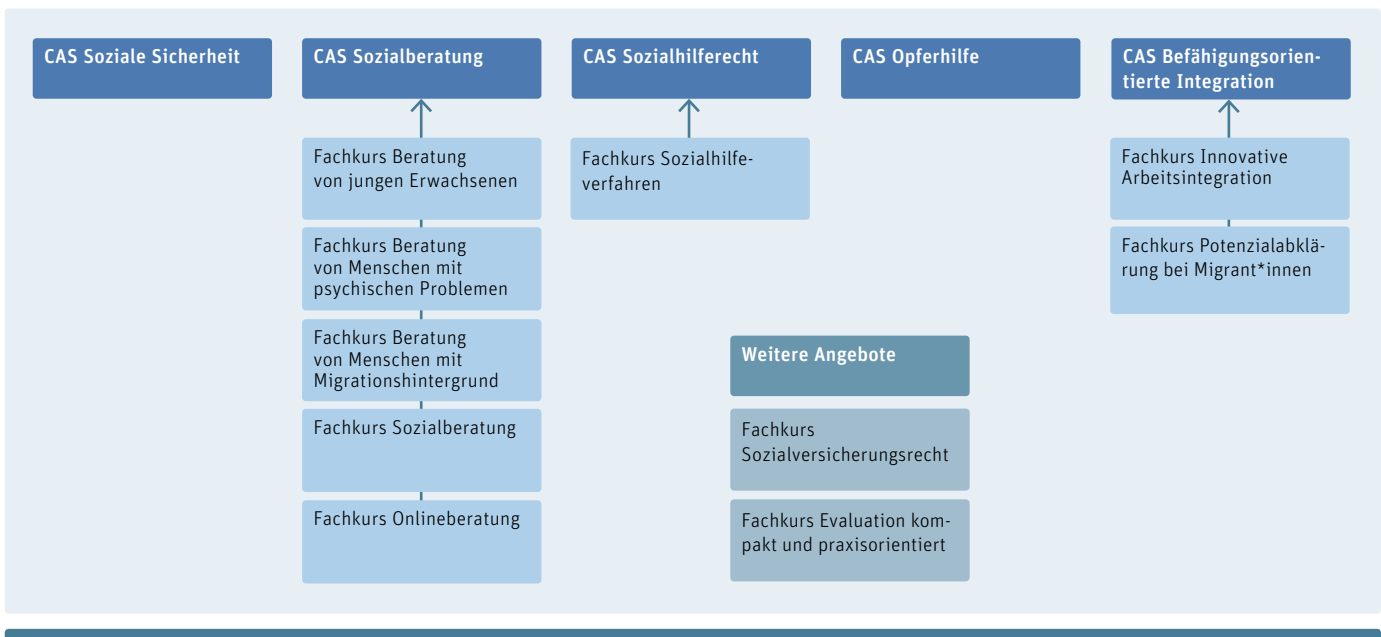 CAS Soziale Sicherheit
CAS Sozialberatung
CAS Sozialhilferecht
CAS Opferhilfe
CAS Befähigungsorien-
tierte Integration
Fachkurs Beratung
von jungen Erwachsenen
Fachkurs Beratung
von Menschen mit
psychischen Problemen
Fachkurs Beratung
von Menschen mit
Migrationshintergrund
Fachkurs Sozialberatung
Fachkurs Onlineberatung
Fachkurs Sozialhilfe-
verfahren
Weitere Angebote
Fachkurs
Sozialversicherungsrecht
Fachkurs Evaluation kom-
pakt und praxisorientiert
Fachkurs Innovative
Arbeitsintegration
Fachkurs Potenzialabklä-
rung bei Migrant*innen